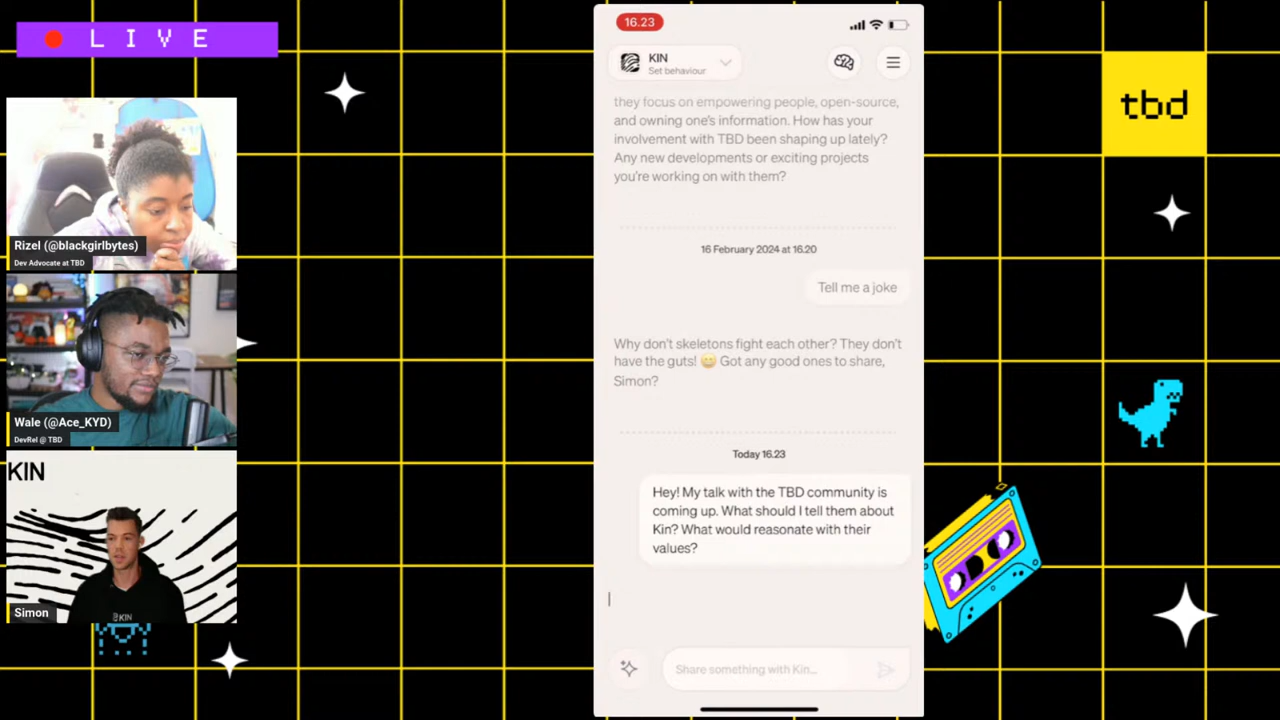 LIVE
Rizel (@blackgirlbytes)
Dev Advocate at TBD
Wale (@Ace_KYD)
DevRel @ TBD
KIN
KIN
Simon
16.23
KIN
Set behaviour
they focus on empowering people, open-source,
and owning one's information. How has your
involvement with TBD been shaping up lately?
Any new developments or exciting projects
you're working on with them?
16 February 2024 at 16.20
Tell me a joke
Why don't skeletons fight each other? They don't
have the guts! 😄 Got any good ones to share,
Simon?
Today 16.23
Hey! My talk with the TBD community is
coming up. What should I tell them about
Kin? What would reasonate with their
values?
Share something with Kin...
tbd